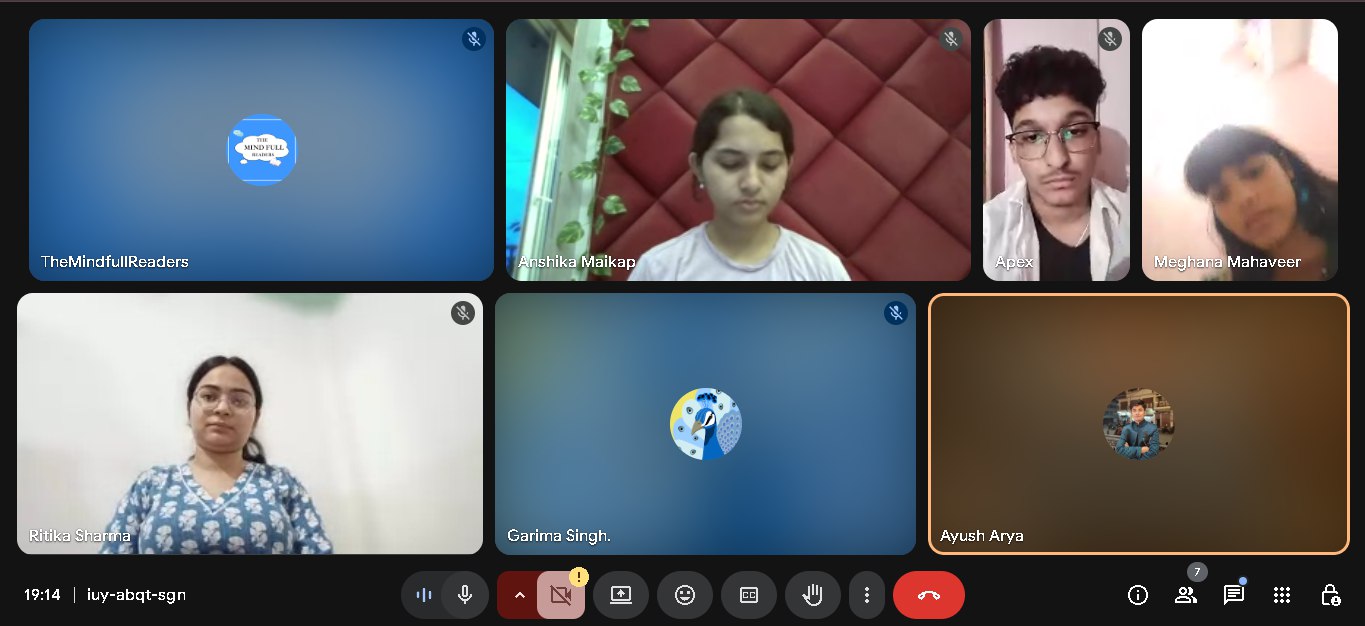 THE
MIND FULL
READERS
TheMindfullReaders
Anshika Maikap
Apex
Meghana Mahaveer
Ritika Sharma
Garima Singh.
Ayush Arya
19:14 | iuy-abqt-sgn
!
CC
7